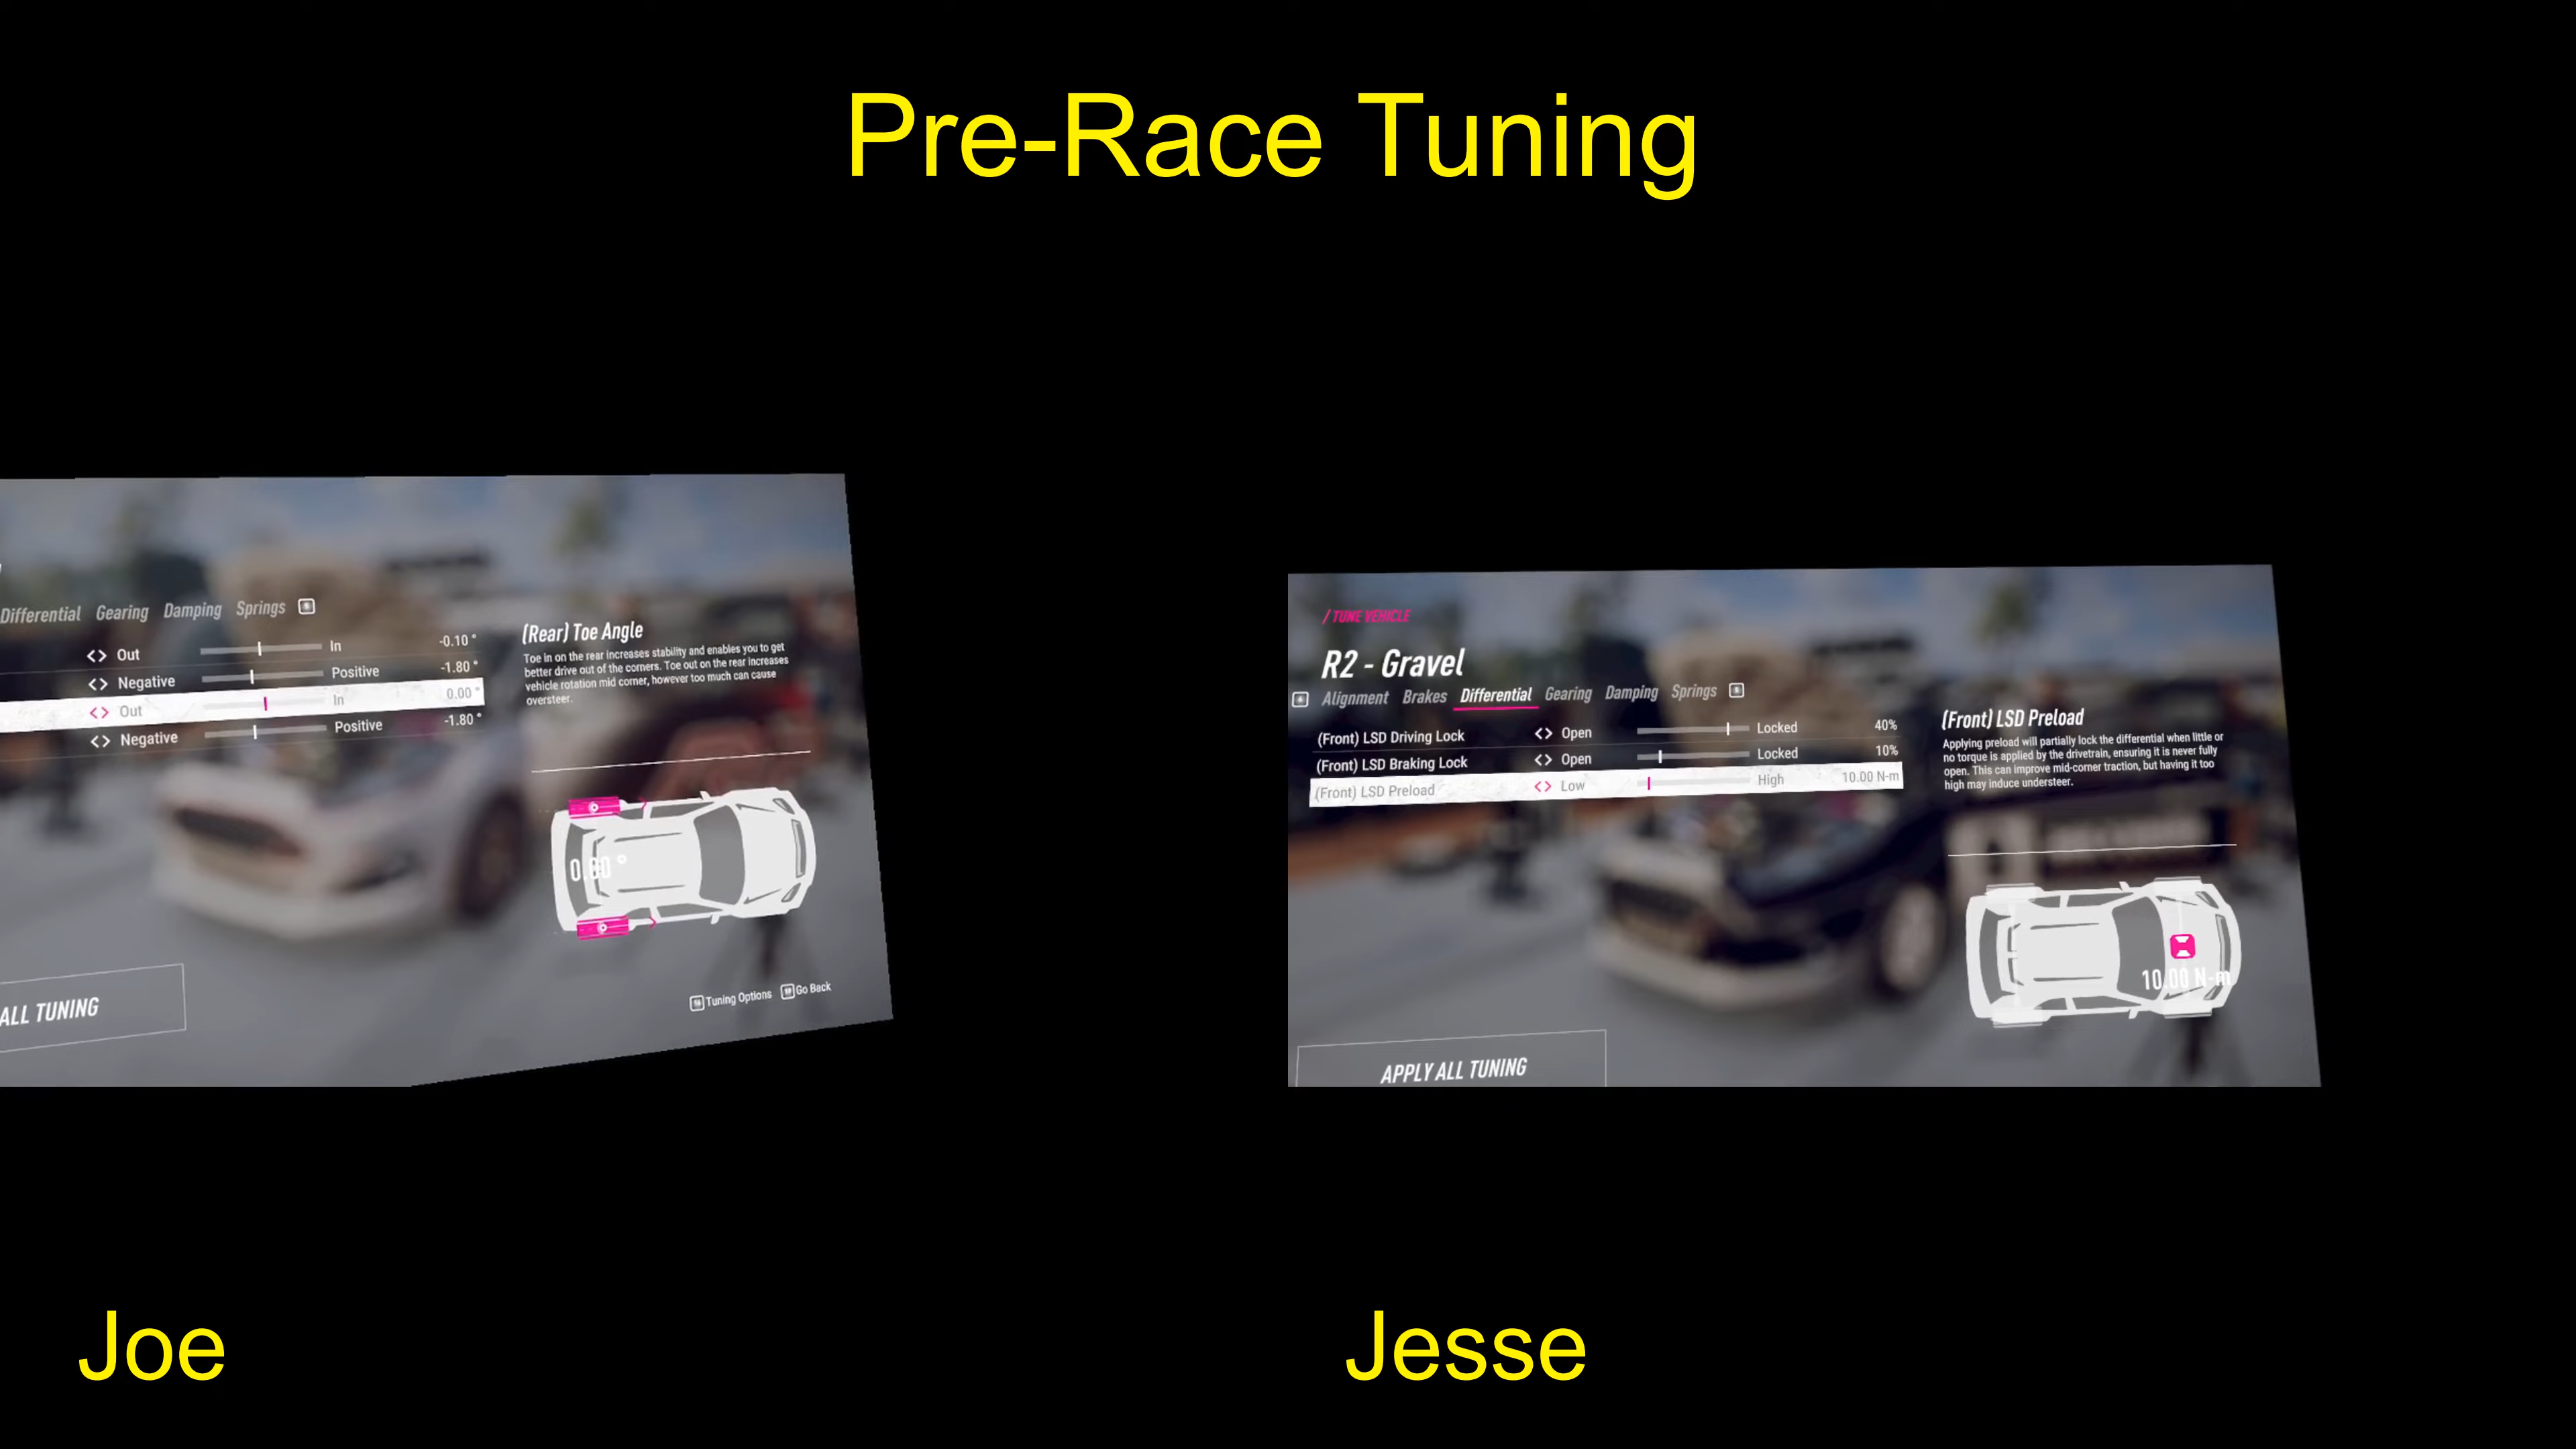 Pre-Race Tuning
Differential Gearing Damping Springs
Out In -0.10 °
Negative Positive -1.80 °
Out In 0.00 °
Negative Positive -1.80 °
(Rear) Toe Angle
Toe in on the rear increases stability and enables you to get
better drive out of the corners. Toe out on the rear increases
vehicle rotation mid corner, however too much can cause
oversteer.
0.00 °
ALL TUNING
Tuning Options Go Back
/ TUNE VEHICLE
R2 - Gravel
Alignment Brakes Differential Gearing Damping Springs
(Front) LSD Driving Lock Open Locked 40%
(Front) LSD Braking Lock Open Locked 10%
(Front) LSD Preload Low High 10.00 N-m
(Front) LSD Preload
Applying preload will partially lock the differential when little or
no torque is applied by the drivetrain, ensuring it is never fully
open. This can improve mid-corner traction, but having it too
high may induce understeer.
10.00 N-m
APPLY ALL TUNING
Joe
Jesse